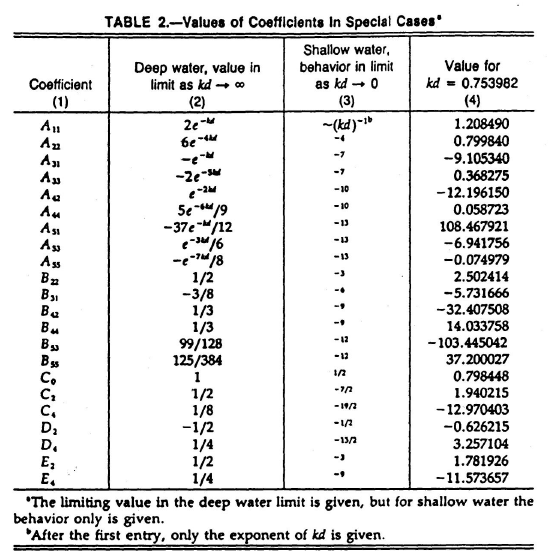 TABLE 2.—Values of Coefficients in Special Casesª
Coefficient (1) | Deep water, value in limit as kd → ∞ (2) | Shallow water, behavior in limit as kd → 0 (3) | Value for kd = 0.753982 (4)
A₁₁ 2e^−kd ~(kd)^−1b 1.208490
A₂₂ 6e^−4kd −4 0.799840
A₃₁ −e^−kd −7 −9.105340
A₃₃ −2e^−5kd −7 0.368275
A₄₂ e^−2kd −10 −12.196150
A₄₄ 5e^−6kd/9 −10 0.058723
A₅₁ −37e^−kd/12 −13 108.467921
A₅₃ e^−3kd/6 −13 −6.941756
A₅₅ −e^−7kd/8 −13 −0.074979
B₂₂ 1/2 −3 2.502414
B₃₁ −3/8 −6 −5.731666
B₄₂ 1/3 −9 −32.407508
B₄₄ 1/3 −9 14.033758
B₅₃ 99/128 −12 −103.445042
B₅₅ 125/384 −12 37.200027
C₀ 1 1/2 0.798448
C₂ 1/2 −7/2 1.940215
C₄ 1/8 −19/2 −12.970403
D₂ −1/2 −1/2 −0.626215
D₄ 1/4 −13/2 3.257104
E₂ 1/2 −3 1.781926
E₄ 1/4 −9 −11.573657
ªThe limiting value in the deep water limit is given, but for shallow water the
behavior only is given.
ᵇAfter the first entry, only the exponent of kd is given.